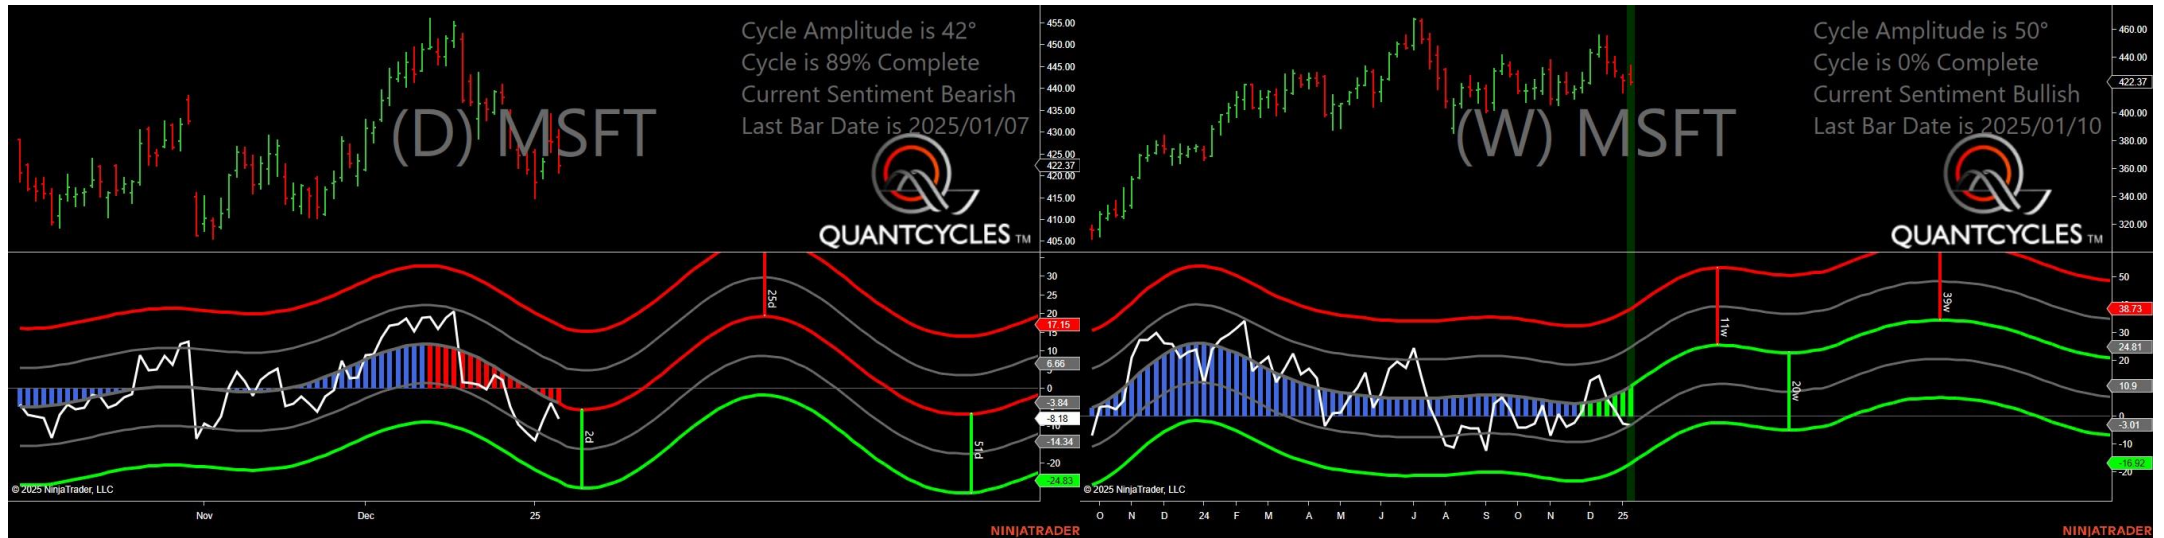 Cycle Amplitude is 42°
Cycle is 89% Complete
Current Sentiment Bearish
Last Bar Date is 2025/01/07
(D) MSFT
QUANTCYCLES TM
455.00
450.00
445.00
440.00
435.00
430.00
425.00
422.37
420.00
415.00
410.00
405.00
30
25
20
17.15
15
10
6.66
5
0
-3.84
-8.18
-10
-14.34
-20
-24.83
25d
2d
51d
© 2025 NinjaTrader, LLC
Nov
Dec
25
NINJATRADER
Cycle Amplitude is 50°
Cycle is 0% Complete
Current Sentiment Bullish
Last Bar Date is 2025/01/10
(W) MSFT
QUANTCYCLES TM
460.00
440.00
422.37
400.00
380.00
360.00
340.00
320.00
50
38.73
30
24.81
20
10.9
0
-3.01
-10
-16.92
-20
11w
39w
20w
© 2025 NinjaTrader, LLC
O N D 24 F M A M J J A S O N D 25
NINJATRADER